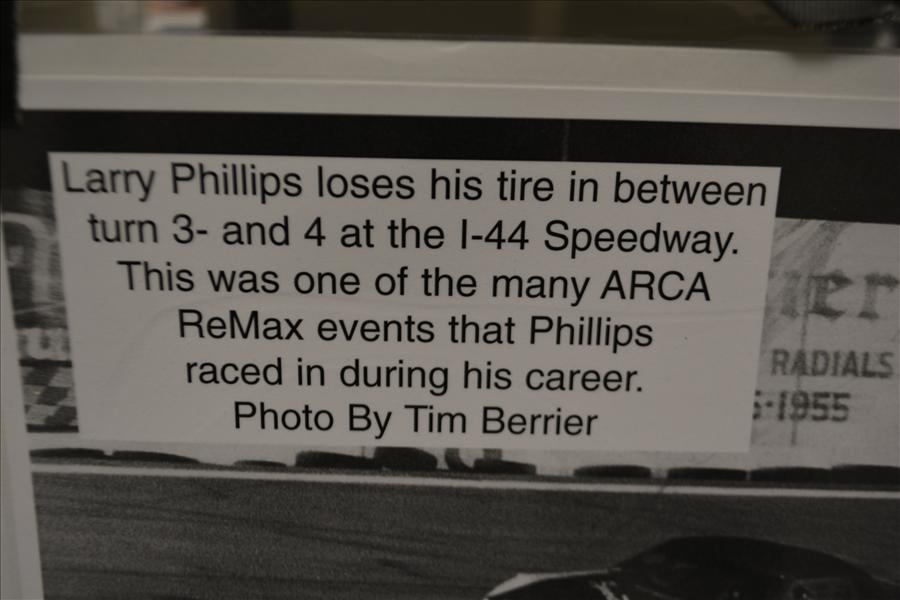 Larry Phillips loses his tire in between
turn 3- and 4 at the I-44 Speedway.
This was one of the many ARCA
ReMax events that Phillips
raced in during his career.
Photo By Tim Berrier
RADIALS
-1955